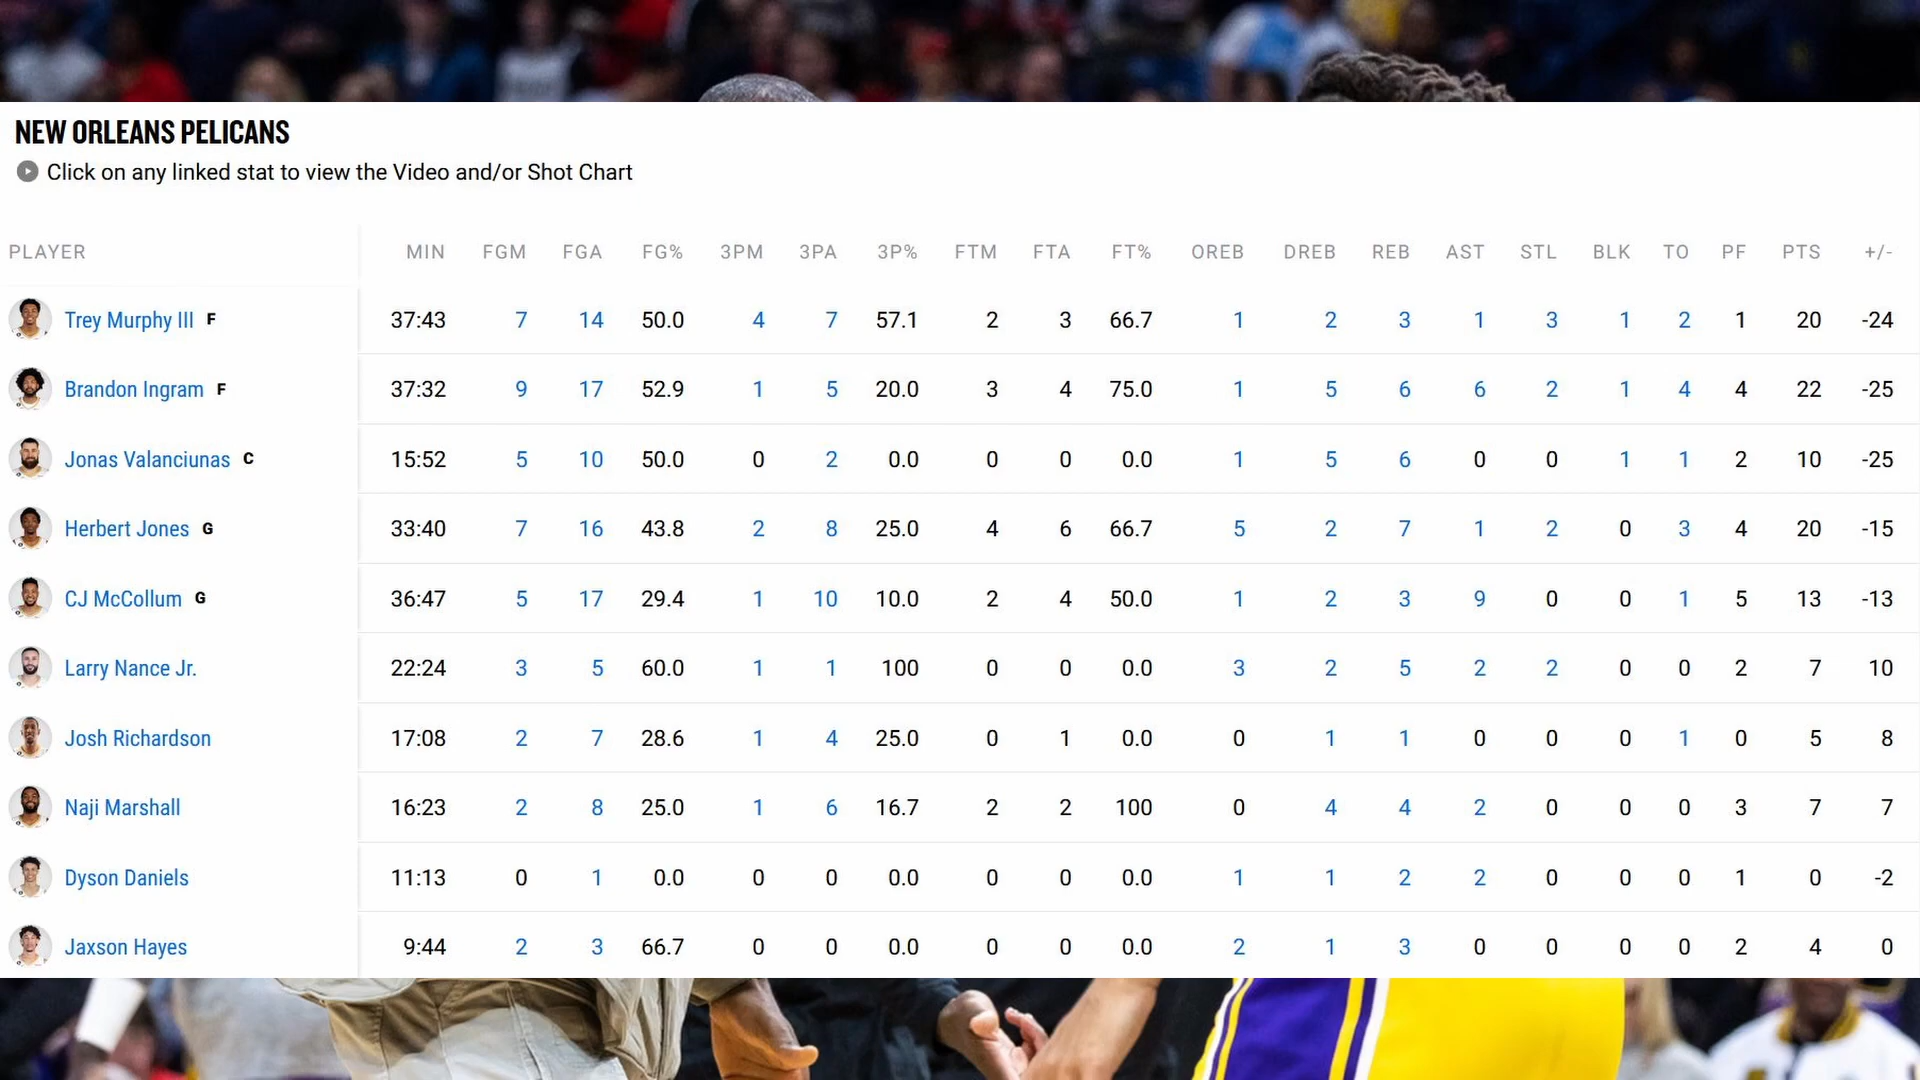 NEW ORLEANS PELICANS
Click on any linked stat to view the Video and/or Shot Chart
PLAYER MIN FGM FGA FG% 3PM 3PA 3P% FTM FTA FT% OREB DREB REB AST STL BLK TO PF PTS +/-
Trey Murphy III F 37:43 7 14 50.0 4 7 57.1 2 3 66.7 1 2 3 1 3 1 2 1 20 -24
Brandon Ingram F 37:32 9 17 52.9 1 5 20.0 3 4 75.0 1 5 6 6 2 1 4 4 22 -25
Jonas Valanciunas C 15:52 5 10 50.0 0 2 0.0 0 0 0.0 1 5 6 0 0 1 1 2 10 -25
Herbert Jones G 33:40 7 16 43.8 2 8 25.0 4 6 66.7 5 2 7 1 2 0 3 4 20 -15
CJ McCollum G 36:47 5 17 29.4 1 10 10.0 2 4 50.0 1 2 3 9 0 0 1 5 13 -13
Larry Nance Jr. 22:24 3 5 60.0 1 1 100 0 0 0.0 3 2 5 2 2 0 0 2 7 10
Josh Richardson 17:08 2 7 28.6 1 4 25.0 0 1 0.0 0 1 1 0 0 0 1 0 5 8
Naji Marshall 16:23 2 8 25.0 1 6 16.7 2 2 100 0 4 4 2 0 0 0 3 7 7
Dyson Daniels 11:13 0 1 0.0 0 0 0.0 0 0 0.0 1 1 2 2 0 0 0 1 0 -2
Jaxson Hayes 9:44 2 3 66.7 0 0 0.0 0 0 0.0 2 1 3 0 0 0 0 2 4 0